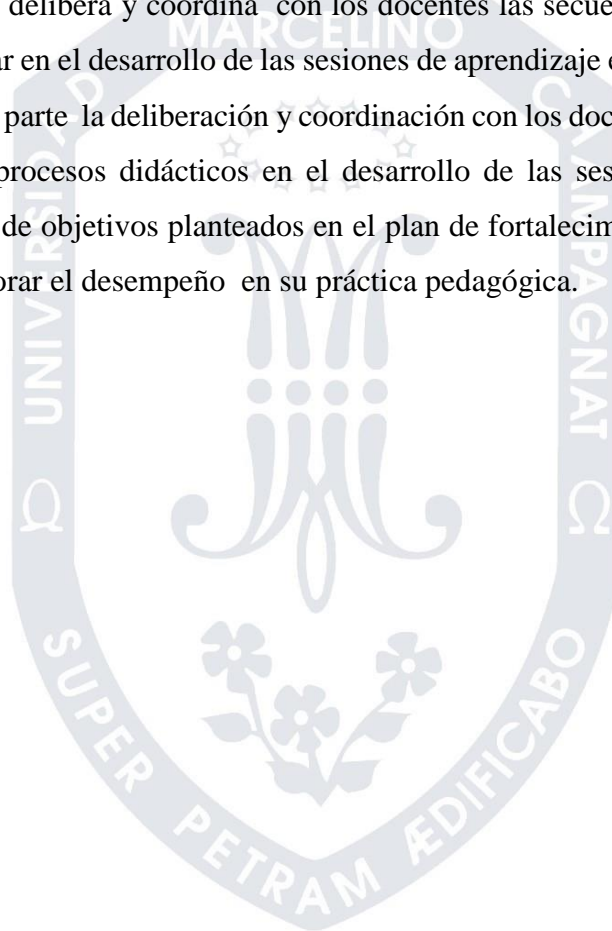 delibera y coordina con los docentes las
en el desarrollo de las sesiones de aprendizaje
parte la deliberación y coordinación con los
procesos didácticos en el desarrollo de las
de objetivos planteados en el plan de
el desempeño en su práctica pedagógica.
UNIVERSIDAD
MARCELINO
CHAMPAGNAT
Ω
Ω
SUPER PETRAM ÆDIFICABO